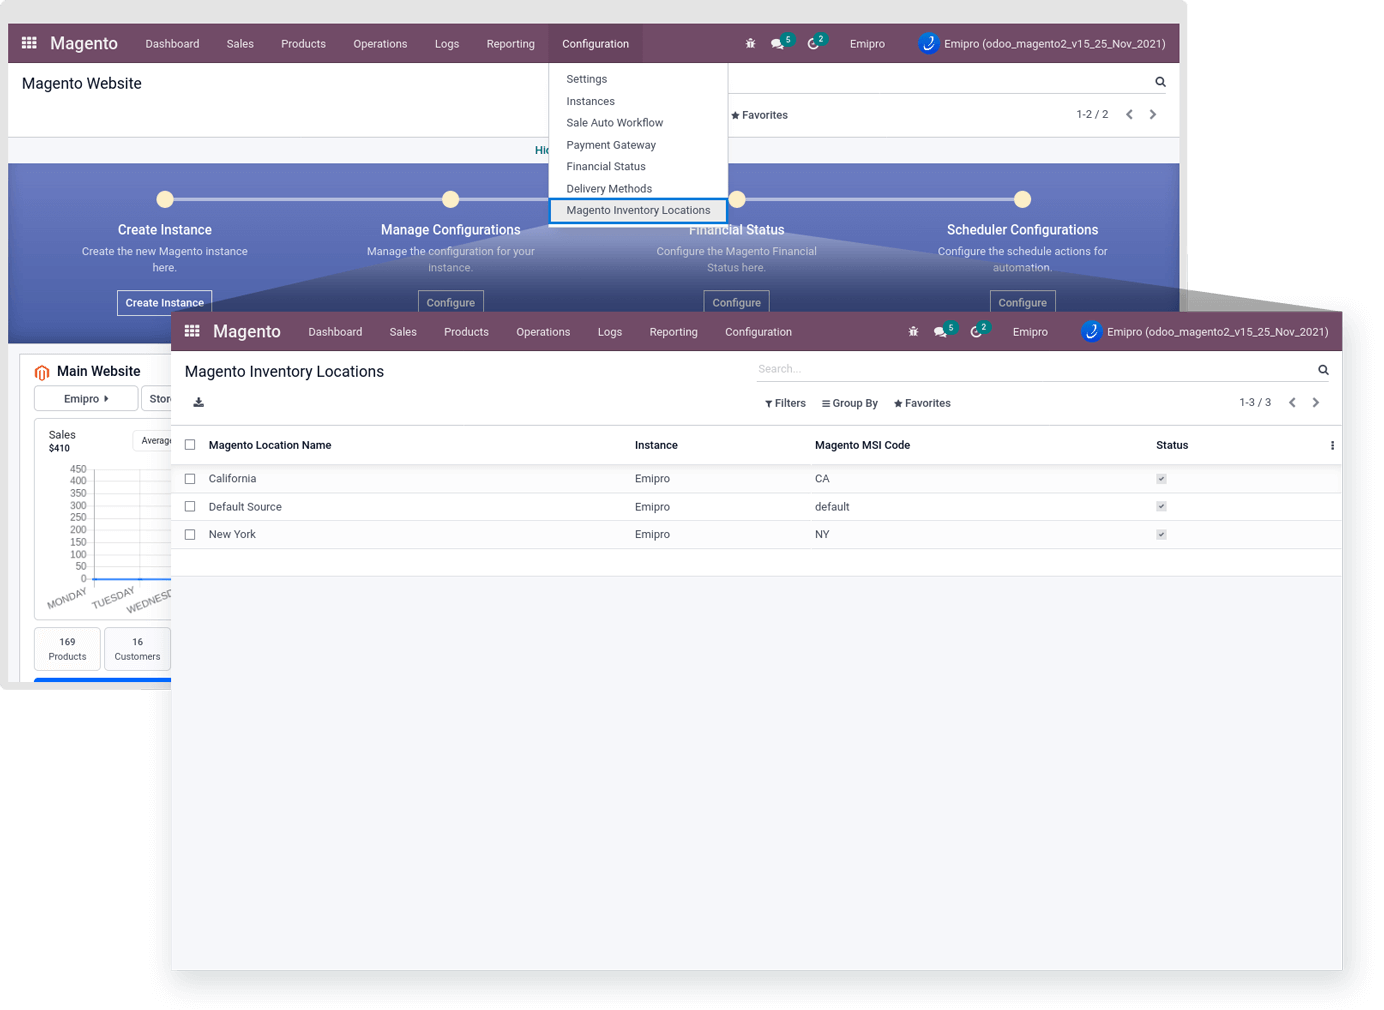 Magento Dashboard Sales Products Operations Logs Reporting Configuration 5 2 Emipro Emipro (odoo_magento2_v15_25_Nov_2021)
Magento Website
Settings
Instances
Sale Auto Workflow
Payment Gateway
Financial Status
Delivery Methods
Magento Inventory Locations
Favorites
1-2 / 2
Create Instance
Create the new Magento instance
here.
Create Instance
Manage Configurations
Manage the configuration for your
instance.
Configure
Financial Status
Configure the Magento Financial
Status here.
Configure
Scheduler Configurations
Configure the schedule actions for
automation.
Configure
Main Website
Emipro
Sales
$410
Average
450
400
350
300
250
200
150
100
50
0
MONDAY
TUESDAY
169
Products
16
Customers
Magento Dashboard Sales Products Operations Logs Reporting Configuration 5 2 Emipro Emipro (odoo_magento2_v15_25_Nov_2021)
Magento Inventory Locations
Search...
Filters Group By Favorites
1-3 / 3
Magento Location Name Instance Magento MSI Code Status
California Emipro CA
Default Source Emipro default
New York Emipro NY